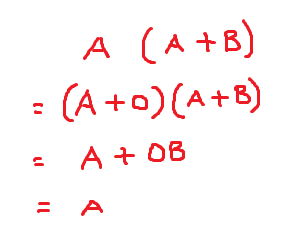 A (A + B)
= (A + 0)(A + B)
= A + 0B
= A